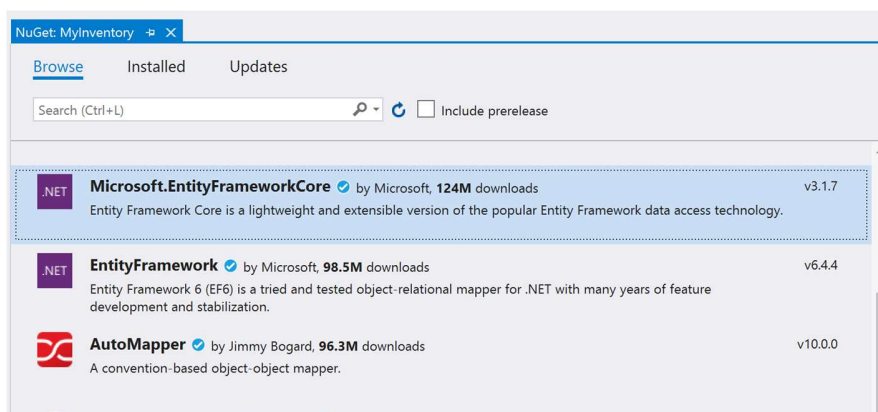 NuGet: MyInventory
Browse Installed Updates
Search (Ctrl+L) Include prerelease
.NET Microsoft.EntityFrameworkCore by Microsoft, 124M downloads v3.1.7
Entity Framework Core is a lightweight and extensible version of the popular Entity Framework data access technology.
.NET EntityFramework by Microsoft, 98.5M downloads v6.4.4
Entity Framework 6 (EF6) is a tried and tested object-relational mapper for .NET with many years of feature
development and stabilization.
AutoMapper by Jimmy Bogard, 96.3M downloads v10.0.0
A convention-based object-object mapper.